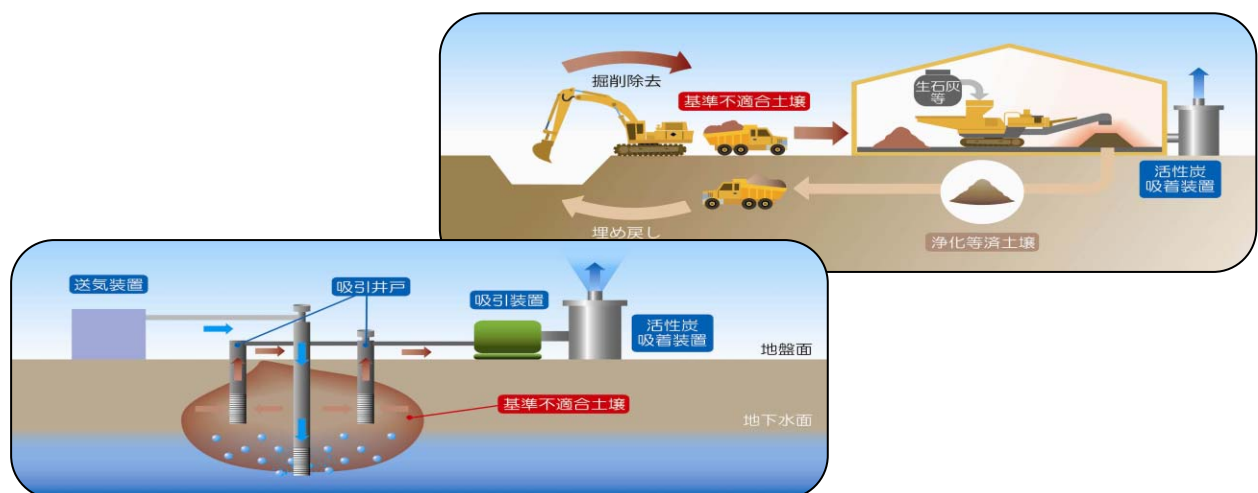 掘削除去
基準不適合土壌
生石灰
等
活性炭
吸着装置
埋め戻し
浄化等済土壌
送気装置
吸引井戸
吸引装置
活性炭
吸着装置
地盤面
基準不適合土壌
地下水面